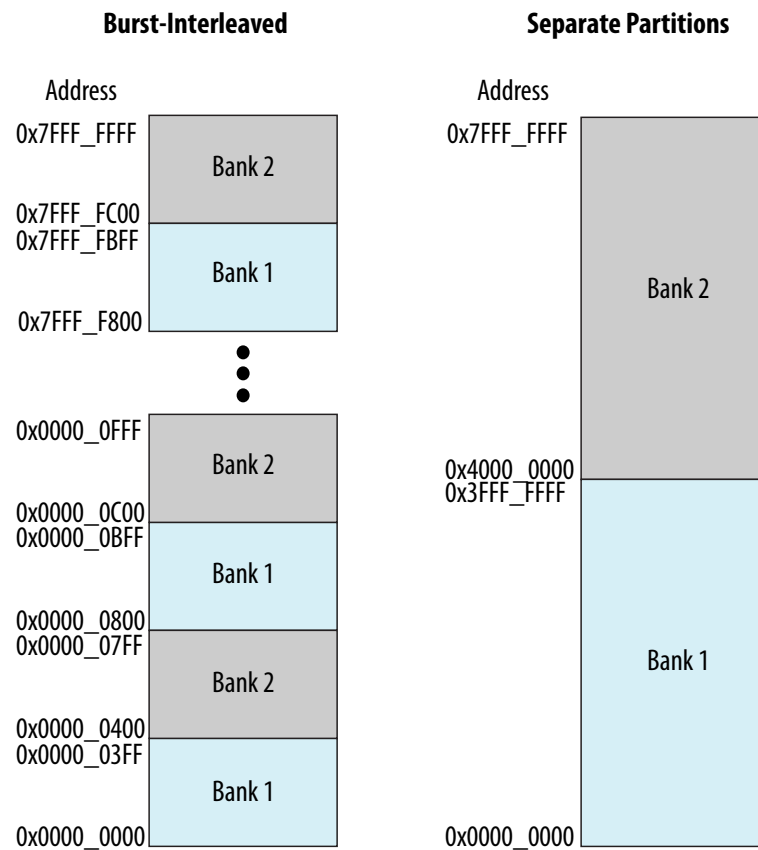 Burst-Interleaved
Address
0x7FFF_FFFF
Bank 2
0x7FFF_FC00
0x7FFF_FBFF
Bank 1
0x7FFF_F800
0x0000_0FFF
Bank 2
0x0000_0C00
0x0000_0BFF
Bank 1
0x0000_0800
0x0000_07FF
Bank 2
0x0000_0400
0x0000_03FF
Bank 1
0x0000_0000
Separate Partitions
Address
0x7FFF_FFFF
Bank 2
0x4000_0000
0x3FFF_FFFF
Bank 1
0x0000_0000